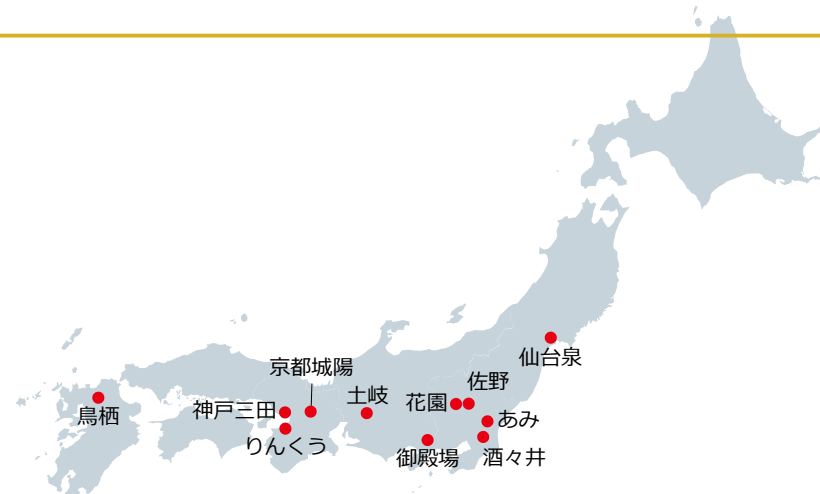 仙台泉
京都城陽
佐野
土岐
花園
神戸三田
鳥栖
あみ
りんくう
御殿場
酒々井